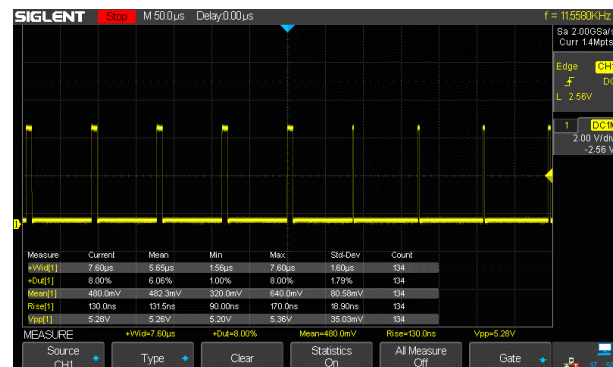 SIGLENT Stop M 50.0µs Delay:0.00µs f = 11.5580KHz
Sa 2.00GSa/s
Curr 1.4Mpts
Edge CH1
DC
L 2.56V
1 DC1M
2.00 V/div
-2.56 V
1
Measure Current Mean Min Max Std-Dev Count
+Wid[1] 7.60µs 5.65µs 1.56µs 7.60µs 1.60µs 134
+Dut[1] 8.00% 6.06% 1.00% 8.00% 1.79% 134
Mean[1] 480.0mV 482.3mV 320.0mV 640.0mV 80.58mV 134
Rise[1] 130.0ns 131.5ns 90.00ns 170.0ns 18.90ns 134
Vpp[1] 5.28V 5.26V 5.20V 5.36V 35.03mV 134
MEASURE +Wid=7.60µs +Dut=8.00% Mean=480.0mV Rise=130.0ns Vpp=5.28V
Source
CH1
Type
Clear
Statistics
On
All Measure
Off
Gate